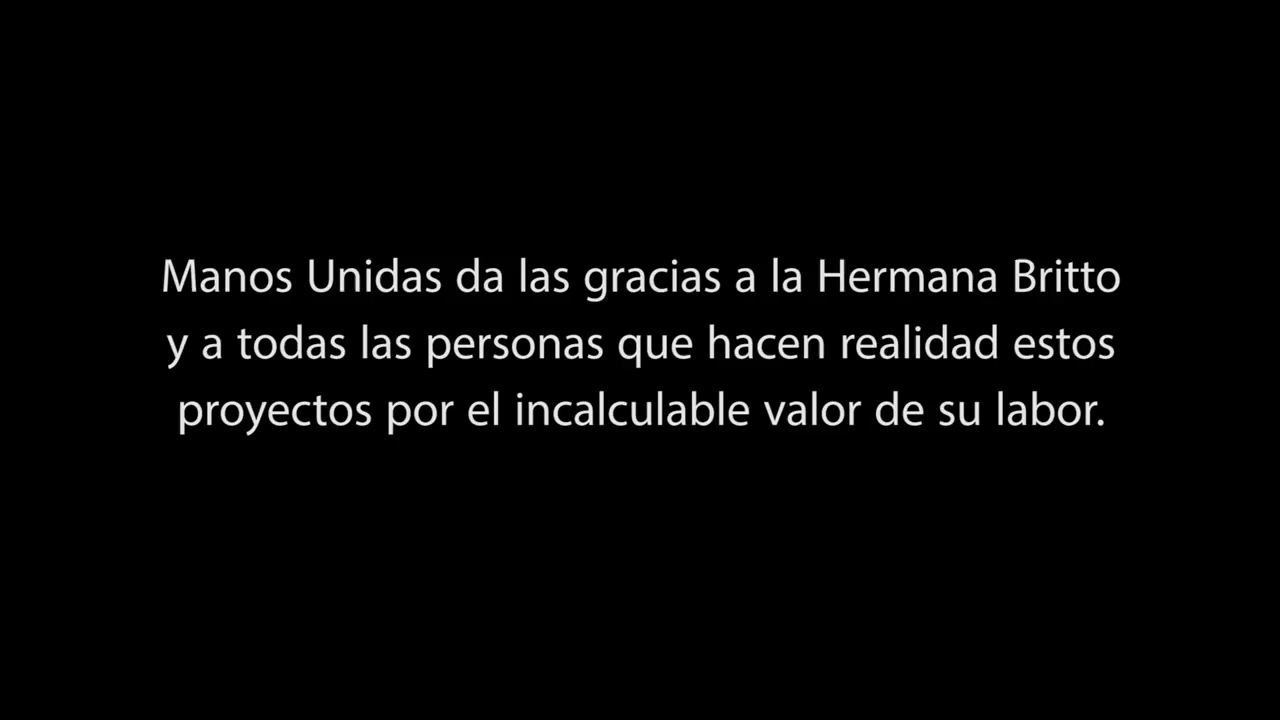 Manos Unidas da las gracias a la Hermana Britto
y a todas las personas que hacen realidad estos
proyectos por el incalculable valor de su labor.